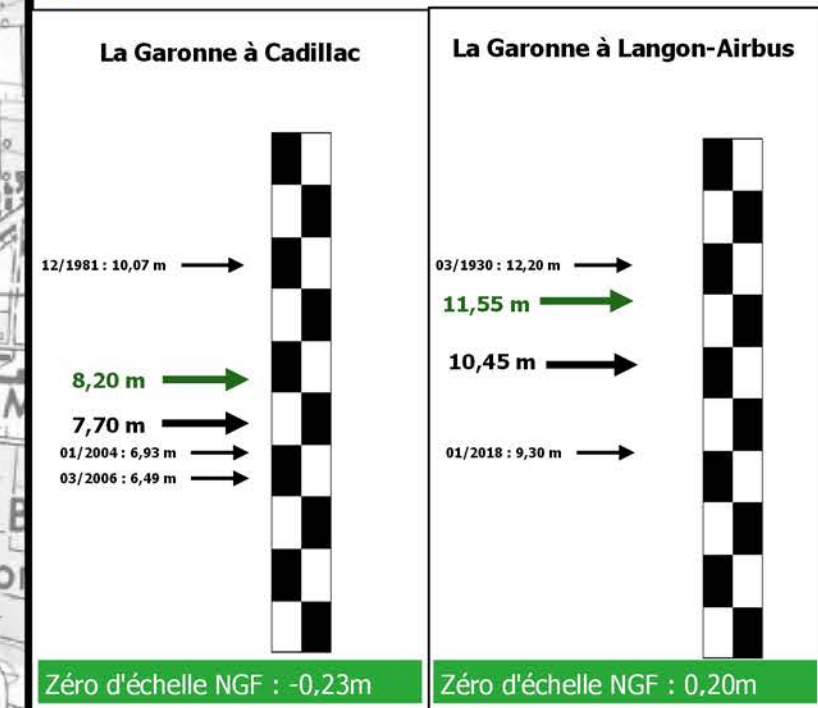 La Garonne à Cadillac
12/1981 : 10,07 m
8,20 m
7,70 m
01/2004 : 6,93 m
03/2006 : 6,49 m
Zéro d'échelle NGF : -0,23m
La Garonne à Langon-Airbus
03/1930 : 12,20 m
11,55 m
10,45 m
01/2018 : 9,30 m
Zéro d'échelle NGF : 0,20m